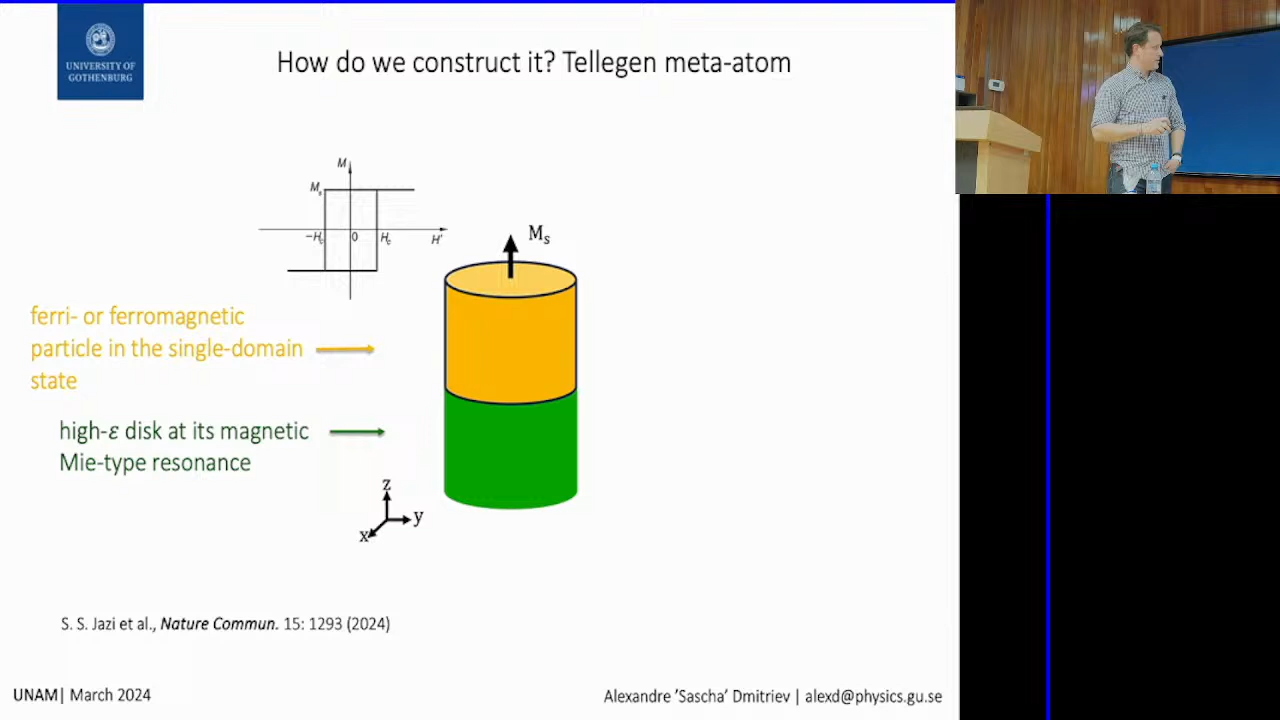 UNIVERSITY OF
GOTHENBURG
How do we construct it? Tellegen meta-atom
M
Ms
-Hc
0
Hc
H'
Ms
ferri- or ferromagnetic
particle in the single-domain
state
high-ε disk at its magnetic
Mie-type resonance
z
y
x
S. S. Jazi et al., Nature Commun. 15: 1293 (2024)
UNAM| March 2024
Alexandre ’Sascha’ Dmitriev | alexd@physics.gu.se